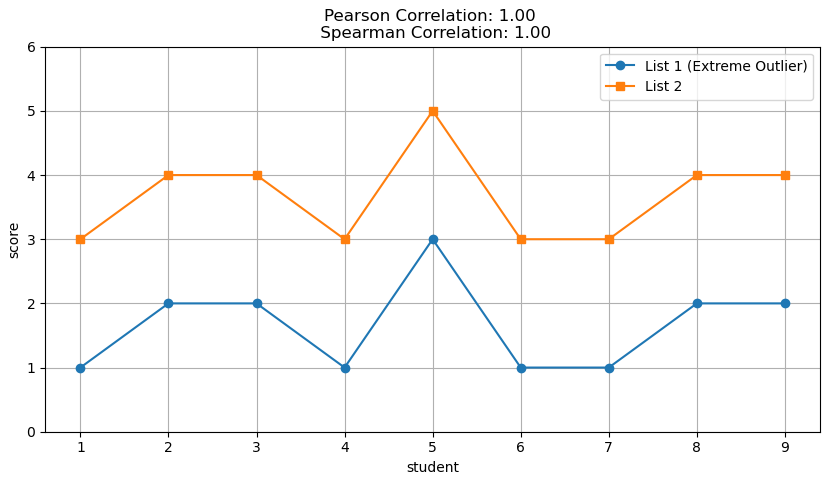 Pearson Correlation: 1.00
Spearman Correlation: 1.00
List 1 (Extreme Outlier)
List 2
score
6
5
4
3
2
1
0
1 2 3 4 5 6 7 8 9
student